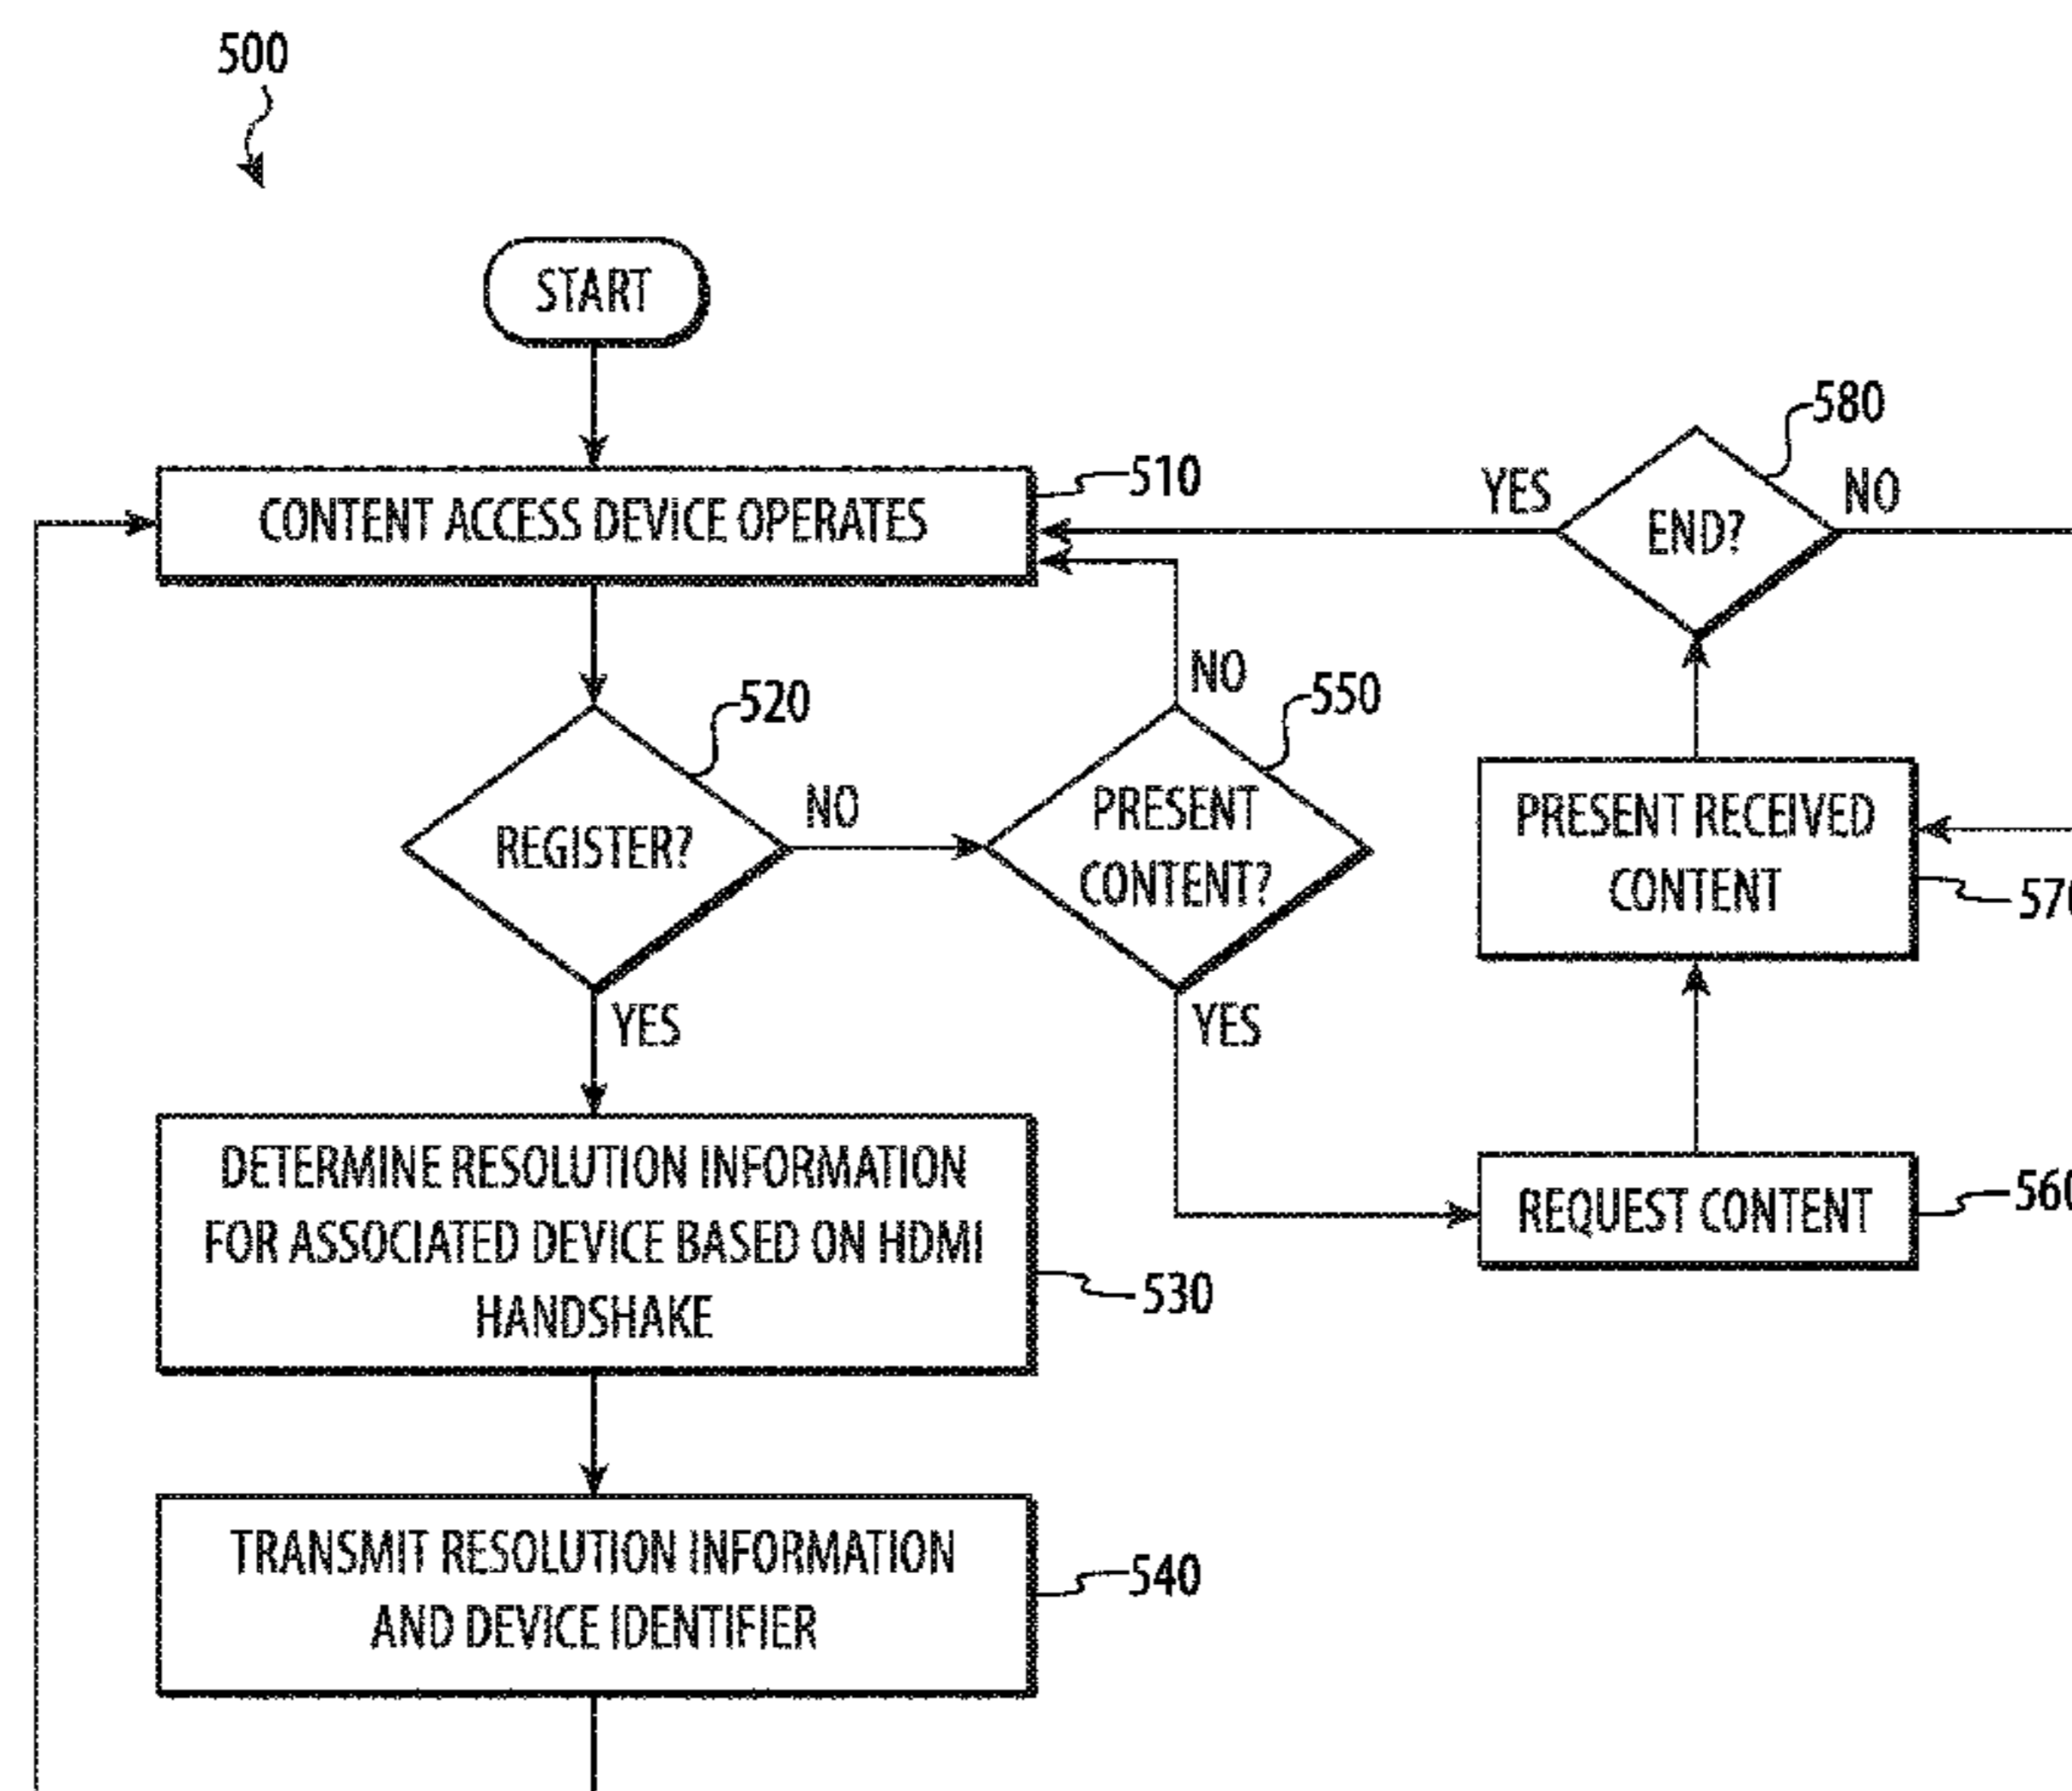 500
START
CONTENT ACCESS DEVICE OPERATES
510
YES
END?
580
NO
REGISTER?
520
NO
PRESENT
CONTENT?
550
NO
YES
YES
PRESENT RECEIVED
CONTENT
DETERMINE RESOLUTION INFORMATION
FOR ASSOCIATED DEVICE BASED ON HDMI
HANDSHAKE
530
REQUEST CONTENT
TRANSMIT RESOLUTION INFORMATION
AND DEVICE IDENTIFIER
540